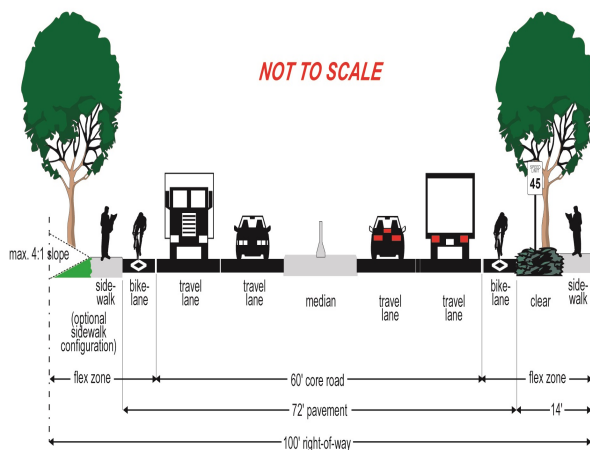 NOT TO SCALE
SPEED
LIMIT
45
max. 4:1 slope
side-
walk
(optional
sidewalk
configuration)
bike-
lane
travel
lane
travel
lane
median
travel
lane
travel
lane
bike-
lane
clear
side-
walk
flex zone
60' core road
flex zone
72' pavement
14'
100' right-of-way